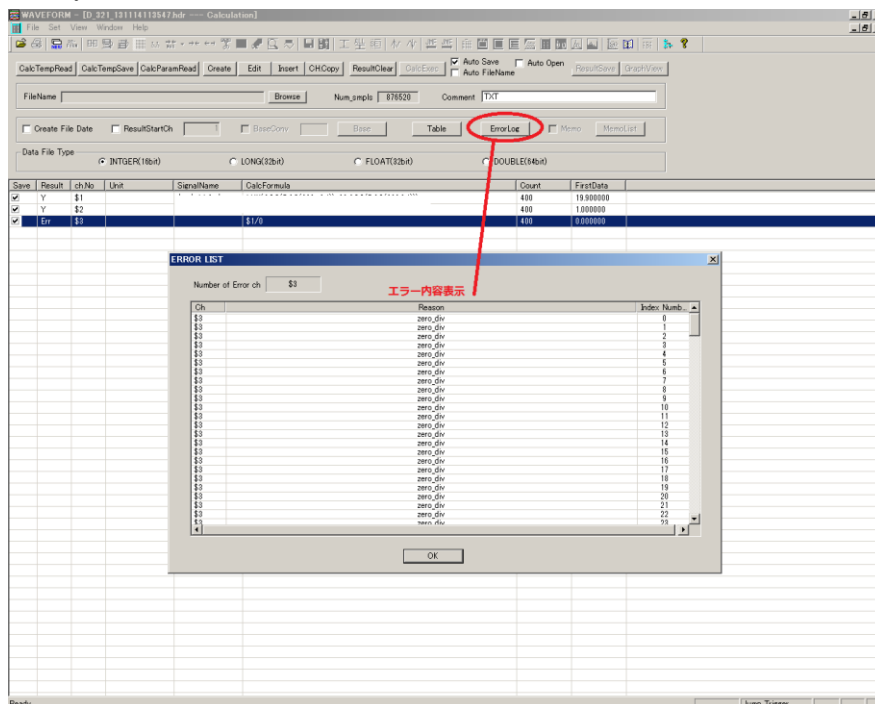 WAVEFORM - [D_321_131114113547.hdr --- Calculation]
File Set View Window Help
CalcTempRead CalcTempSave CalcParamRead Create Edit Insert CH.Copy ResultClear CalcExec Auto Save Auto FileName Auto Open ResultSave GraphView
FileName Browse Num_smpls 876520 Comment TXT
Create File Date ResultStartCh 1 BaseConv Base Table ErrorLog Memo MemoList
Data File Type
INTGER(16bit) LONG(32bit) FLOAT(32bit) DOUBLE(64bit)
Save Result ch.No Unit SignalName CalcFormula Count FirstData
Y $1 400 19.900000
Y $2 400 1.000000
Err $3 $1/0 400 0.000000
ERROR LIST
Number of Error ch $3
エラー内容表示
Ch Reason Index Numb...
$3 zero_div 0
$3 zero_div 1
$3 zero_div 2
$3 zero_div 3
$3 zero_div 4
$3 zero_div 5
$3 zero_div 6
$3 zero_div 7
$3 zero_div 8
$3 zero_div 9
$3 zero_div 10
$3 zero_div 11
$3 zero_div 12
$3 zero_div 13
$3 zero_div 14
$3 zero_div 15
$3 zero_div 16
$3 zero_div 17
$3 zero_div 18
$3 zero_div 19
$3 zero_div 20
$3 zero_div 21
$3 zero_div 22
$3 zero_div 23
OK
Ready Jump Trigger